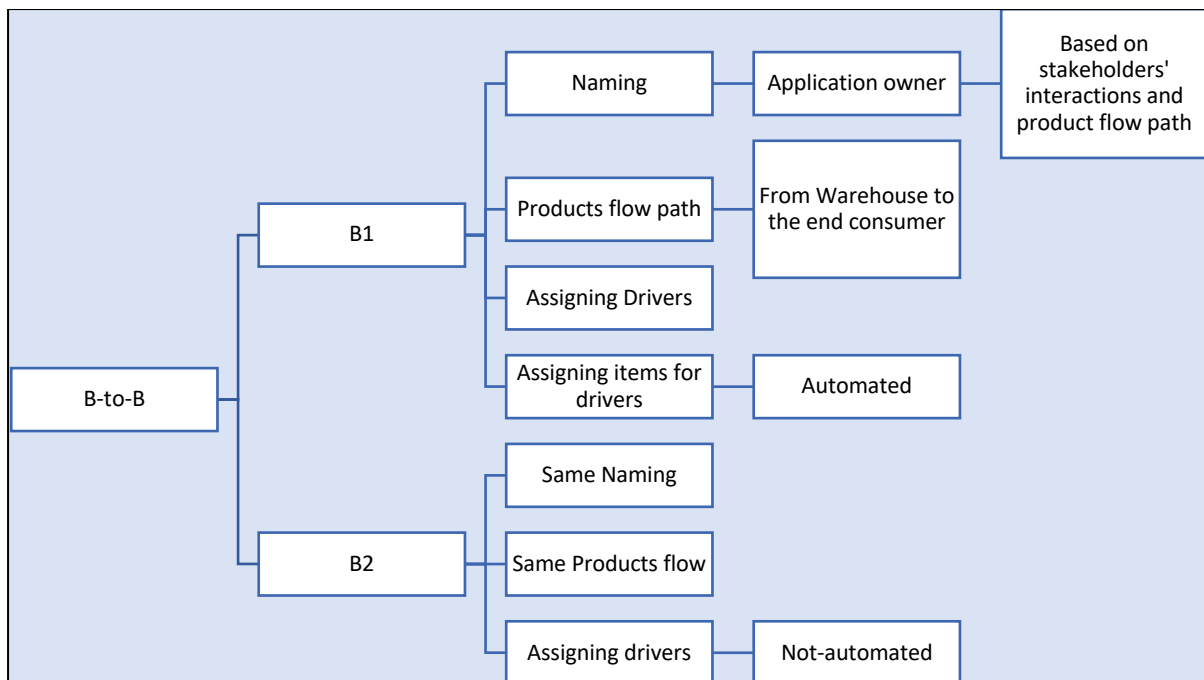 Based on
stakeholders'
interactions and
product flow path
Naming
Application owner
From Warehouse to
the end consumer
Products flow path
B1
Assigning Drivers
Assigning items for
drivers
Automated
B-to-B
Same Naming
B2
Same Products flow
Assigning drivers
Not-automated